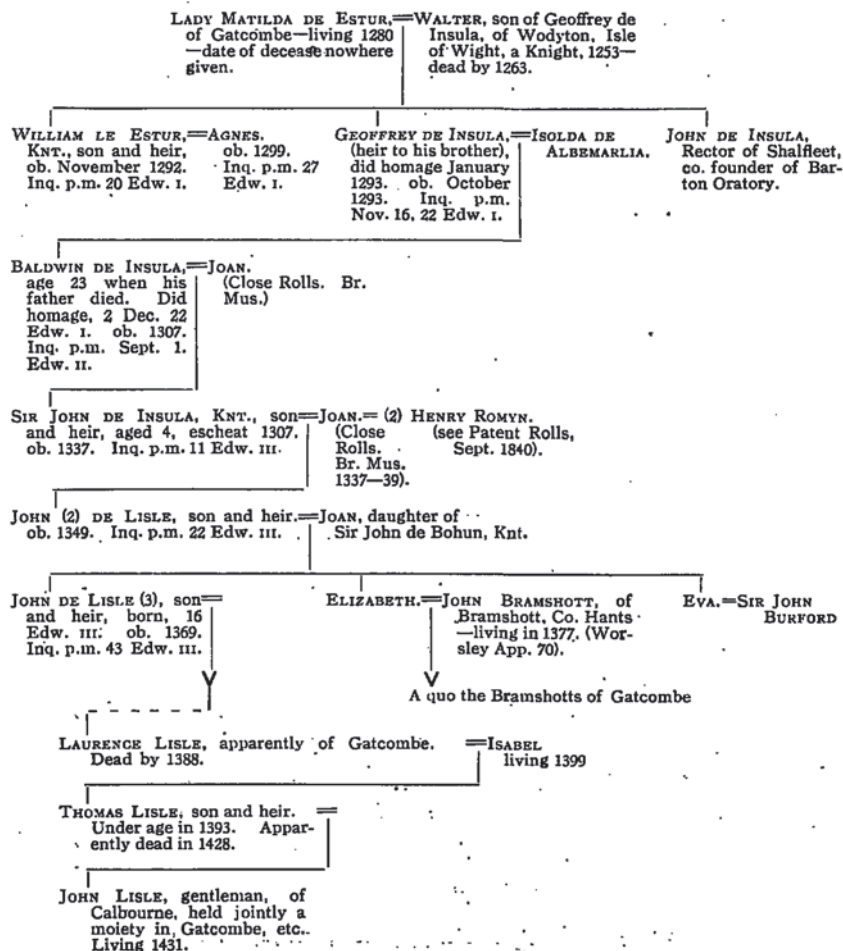 LADY MATILDA DE ESTUR,
of Gatcombe—living 1280
—date of decease nowhere
given.
=WALTER, son of Geoffrey de
Insula, of Wodyton, Isle
of Wight, a Knight, 1253—
dead by 1263.
WILLIAM LE ESTUR,
KNT., son and heir,
ob. November 1292.
Inq. p.m. 20 Edw. I.
=AGNES.
ob. 1299.
Inq. p.m. 27
Edw. I.
GEOFFREY DE INSULA,
(heir to his brother),
did homage January
1293. ob. October
1293. Inq. p.m.
Nov. 16, 22 Edw. I.
=ISOLDA DE
ALBEMARLIA.
JOHN DE INSULA,
Rector of Shalfleet,
co. founder of Bar-
ton Oratory.
BALDWIN DE INSULA,
age 23 when his
father died. Did
homage, 2 Dec. 22
Edw. I. ob. 1307.
Inq. p.m. Sept. 1.
Edw. II.
=JOAN.
(Close Rolls. Br.
Mus.)
SIR JOHN DE INSULA, KNT., son
and heir, aged 4, escheat 1307.
ob. 1337. Inq. p.m. 11 Edw. III.
=JOAN.
(Close
Rolls.
Br. Mus.
1337—39).
= (2) HENRY ROMYN.
(see Patent Rolls,
Sept. 1840).
JOHN (2) DE LISLE, son and heir.
ob. 1349. Inq. p.m. 22 Edw. III.
=JOAN, daughter of
Sir John de Bohun, Knt.
JOHN DE LISLE (3), son
and heir, born, 16
Edw. III. ob. 1369.
Inq. p.m. 43 Edw. III.
=
ELIZABETH.
=JOHN BRAMSHOTT, of
Bramshott, Co. Hants
—living in 1377. (Wor-
sley App. 70).
EVA.
=SIR JOHN
BURFORD
A quo the Bramshotts of Gatcombe
LAURENCE LISLE, apparently of Gatcombe.
Dead by 1388.
=ISABEL
living 1399
THOMAS LISLE, son and heir.
Under age in 1393. Appar-
ently dead in 1428.
=
JOHN LISLE, gentleman, of
Calbourne, held jointly a
moiety in, Gatcombe, etc..
Living 1431.